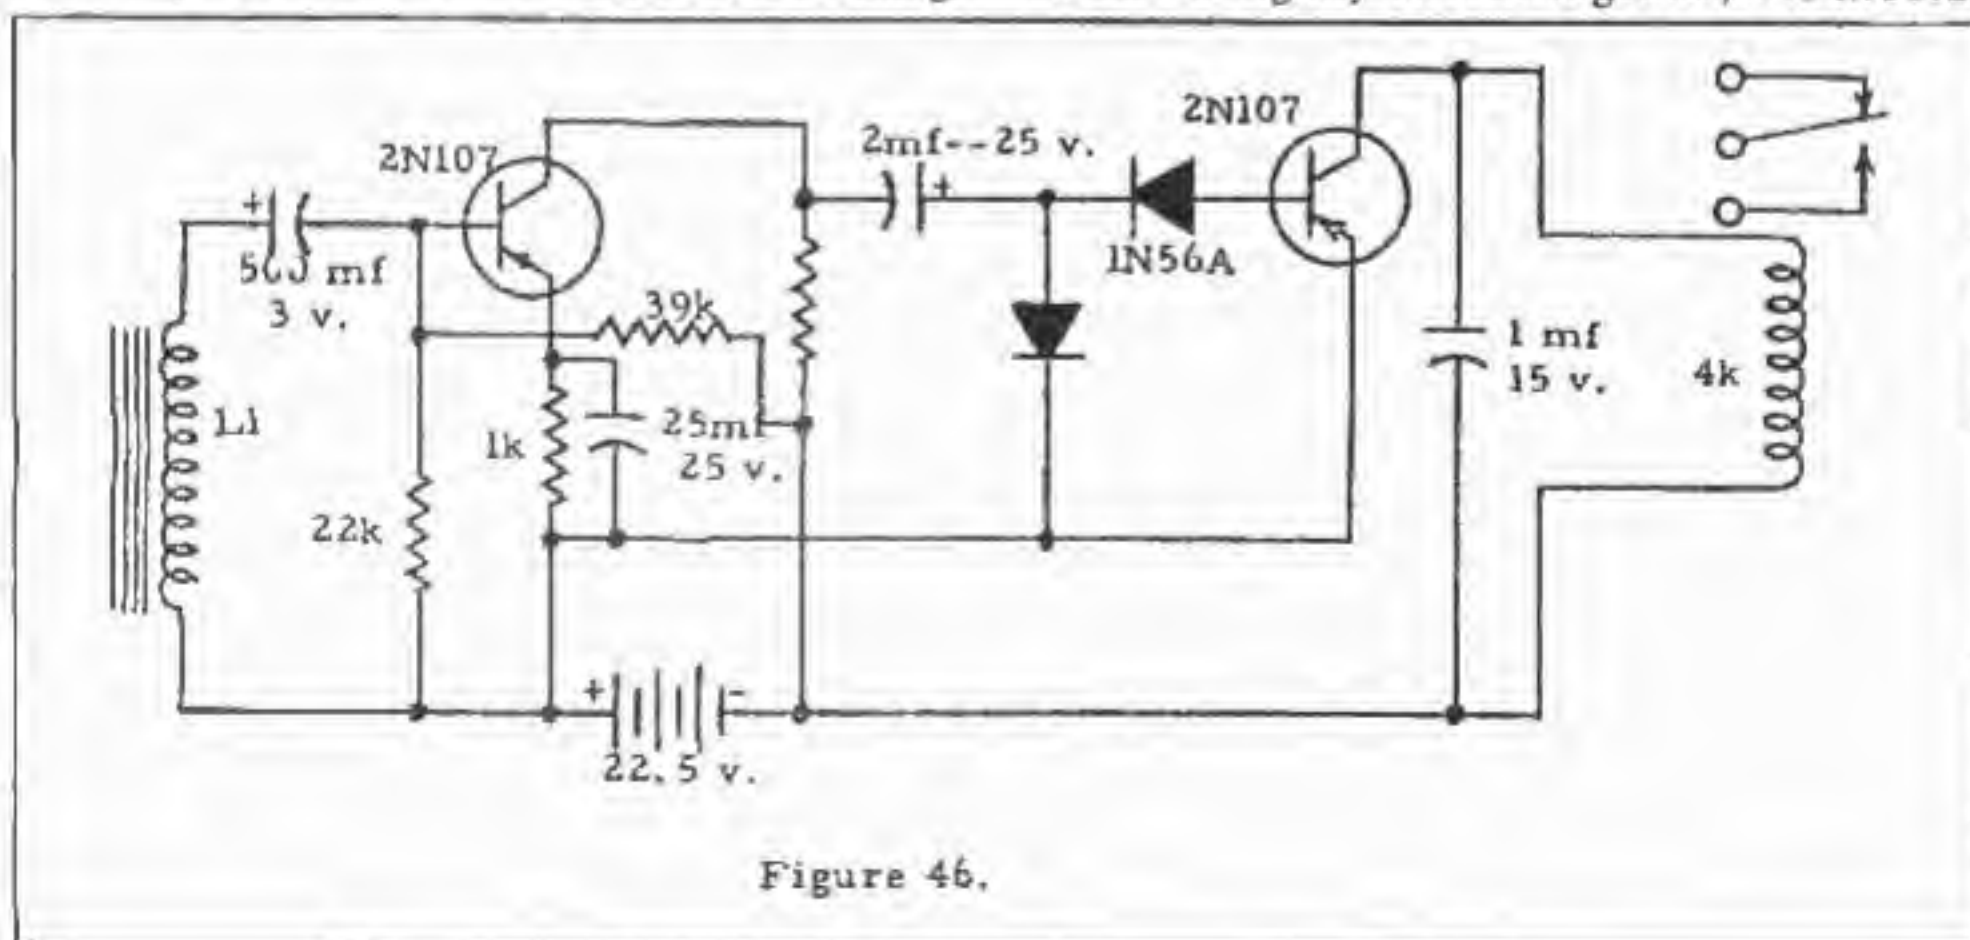 2N107
2N107
2mf--25 v.
+
+
mf
3 v.
39k
1N56A
1 mf
15 v.
4k
L1
1k
25 v.
22k
+
-
22.5 v.
Figure 46.